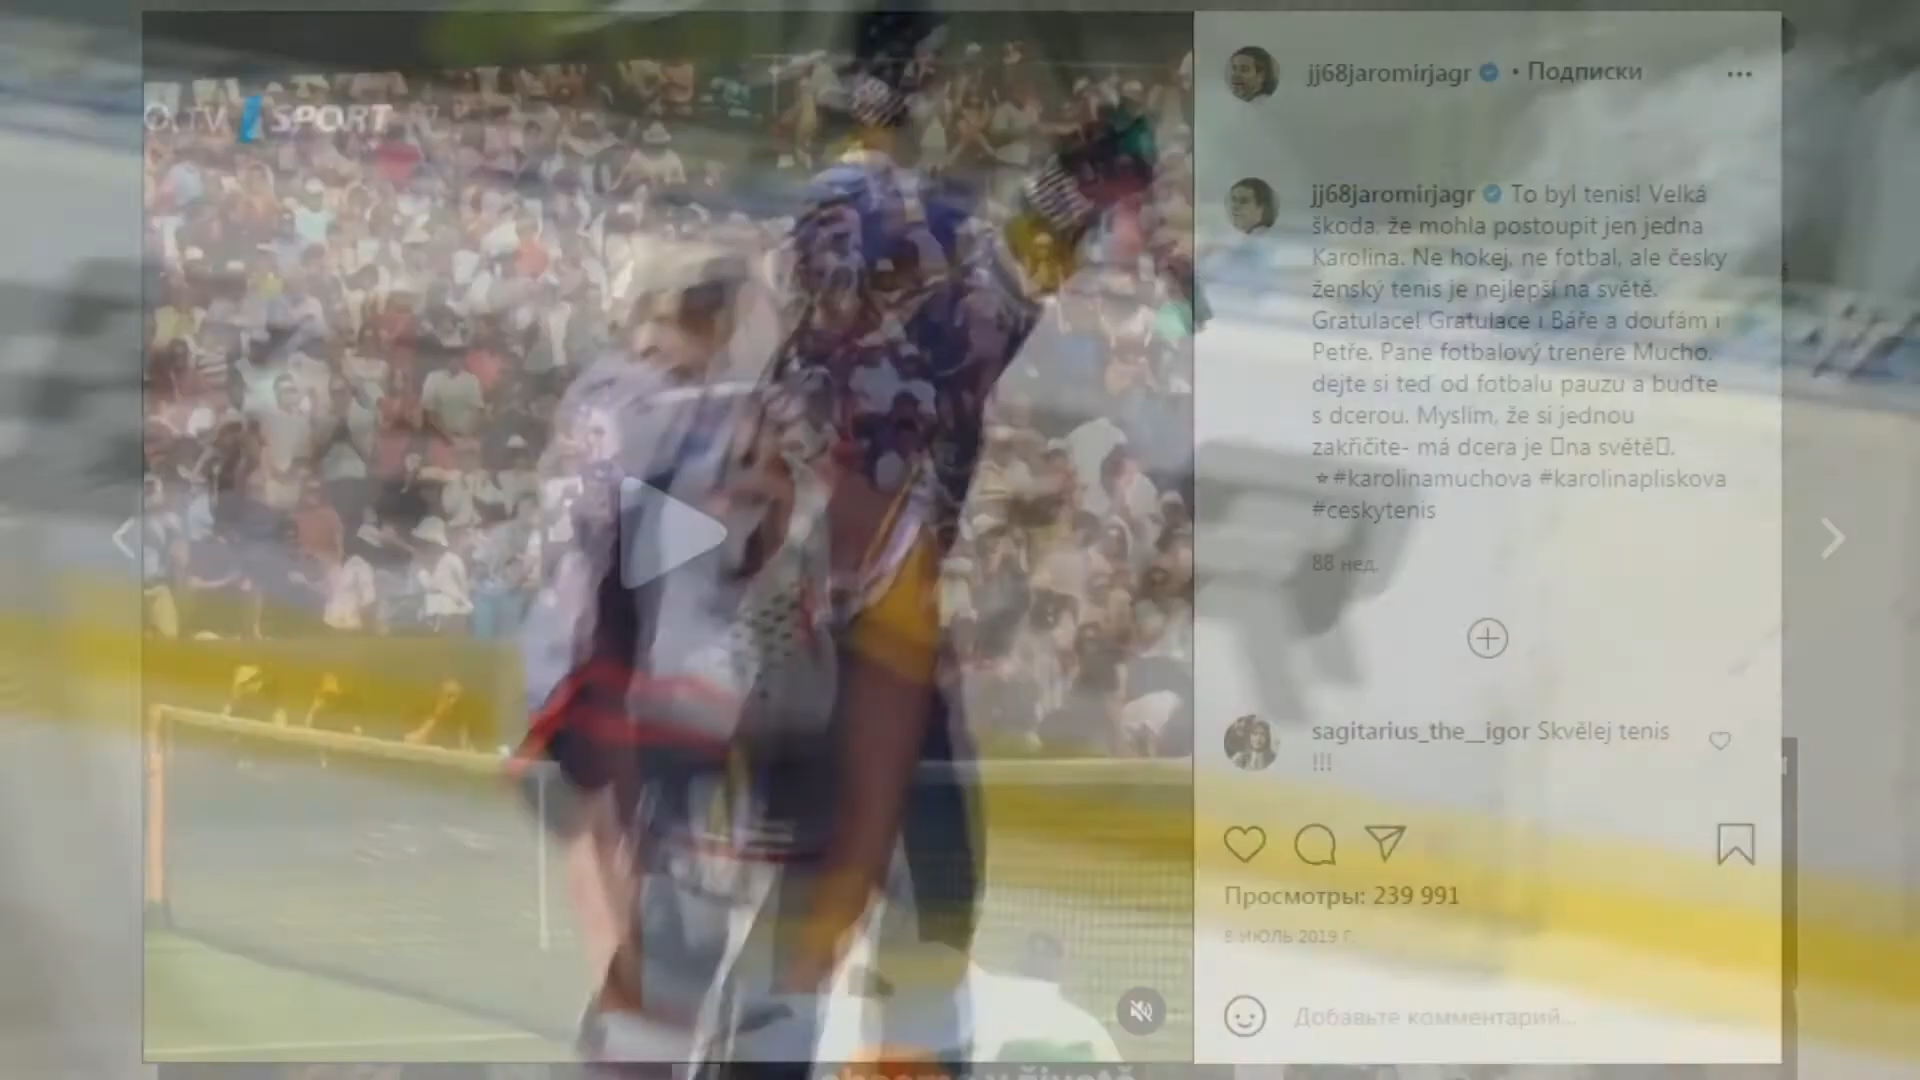 O₂TV SPORT
jj68jaromirjagr • Подписки
jj68jaromirjagr To byl tenis! Velká
škoda, že mohla postoupit jen jedna
Karolína. Ne hokej, ne fotbal, ale česky
ženský tenis je nejlepší na světě.
Gratulace! Gratulace i Báře a doufám i
Petře. Pane fotbalový trenére Mucho,
dejte si teď od fotbalu pauzu a buďte
s dcerou. Myslím, že si jednou
zakřičíte- má dcera je na světě.
#karolinamuchova #karolinapliskova
#ceskytenis
88 нед.
sagitarius_the__igor Skvělej tenis
!!!
Просмотры: 239 991
8 ИЮЛЬ 2019 Г.
Добавьте комментарий...